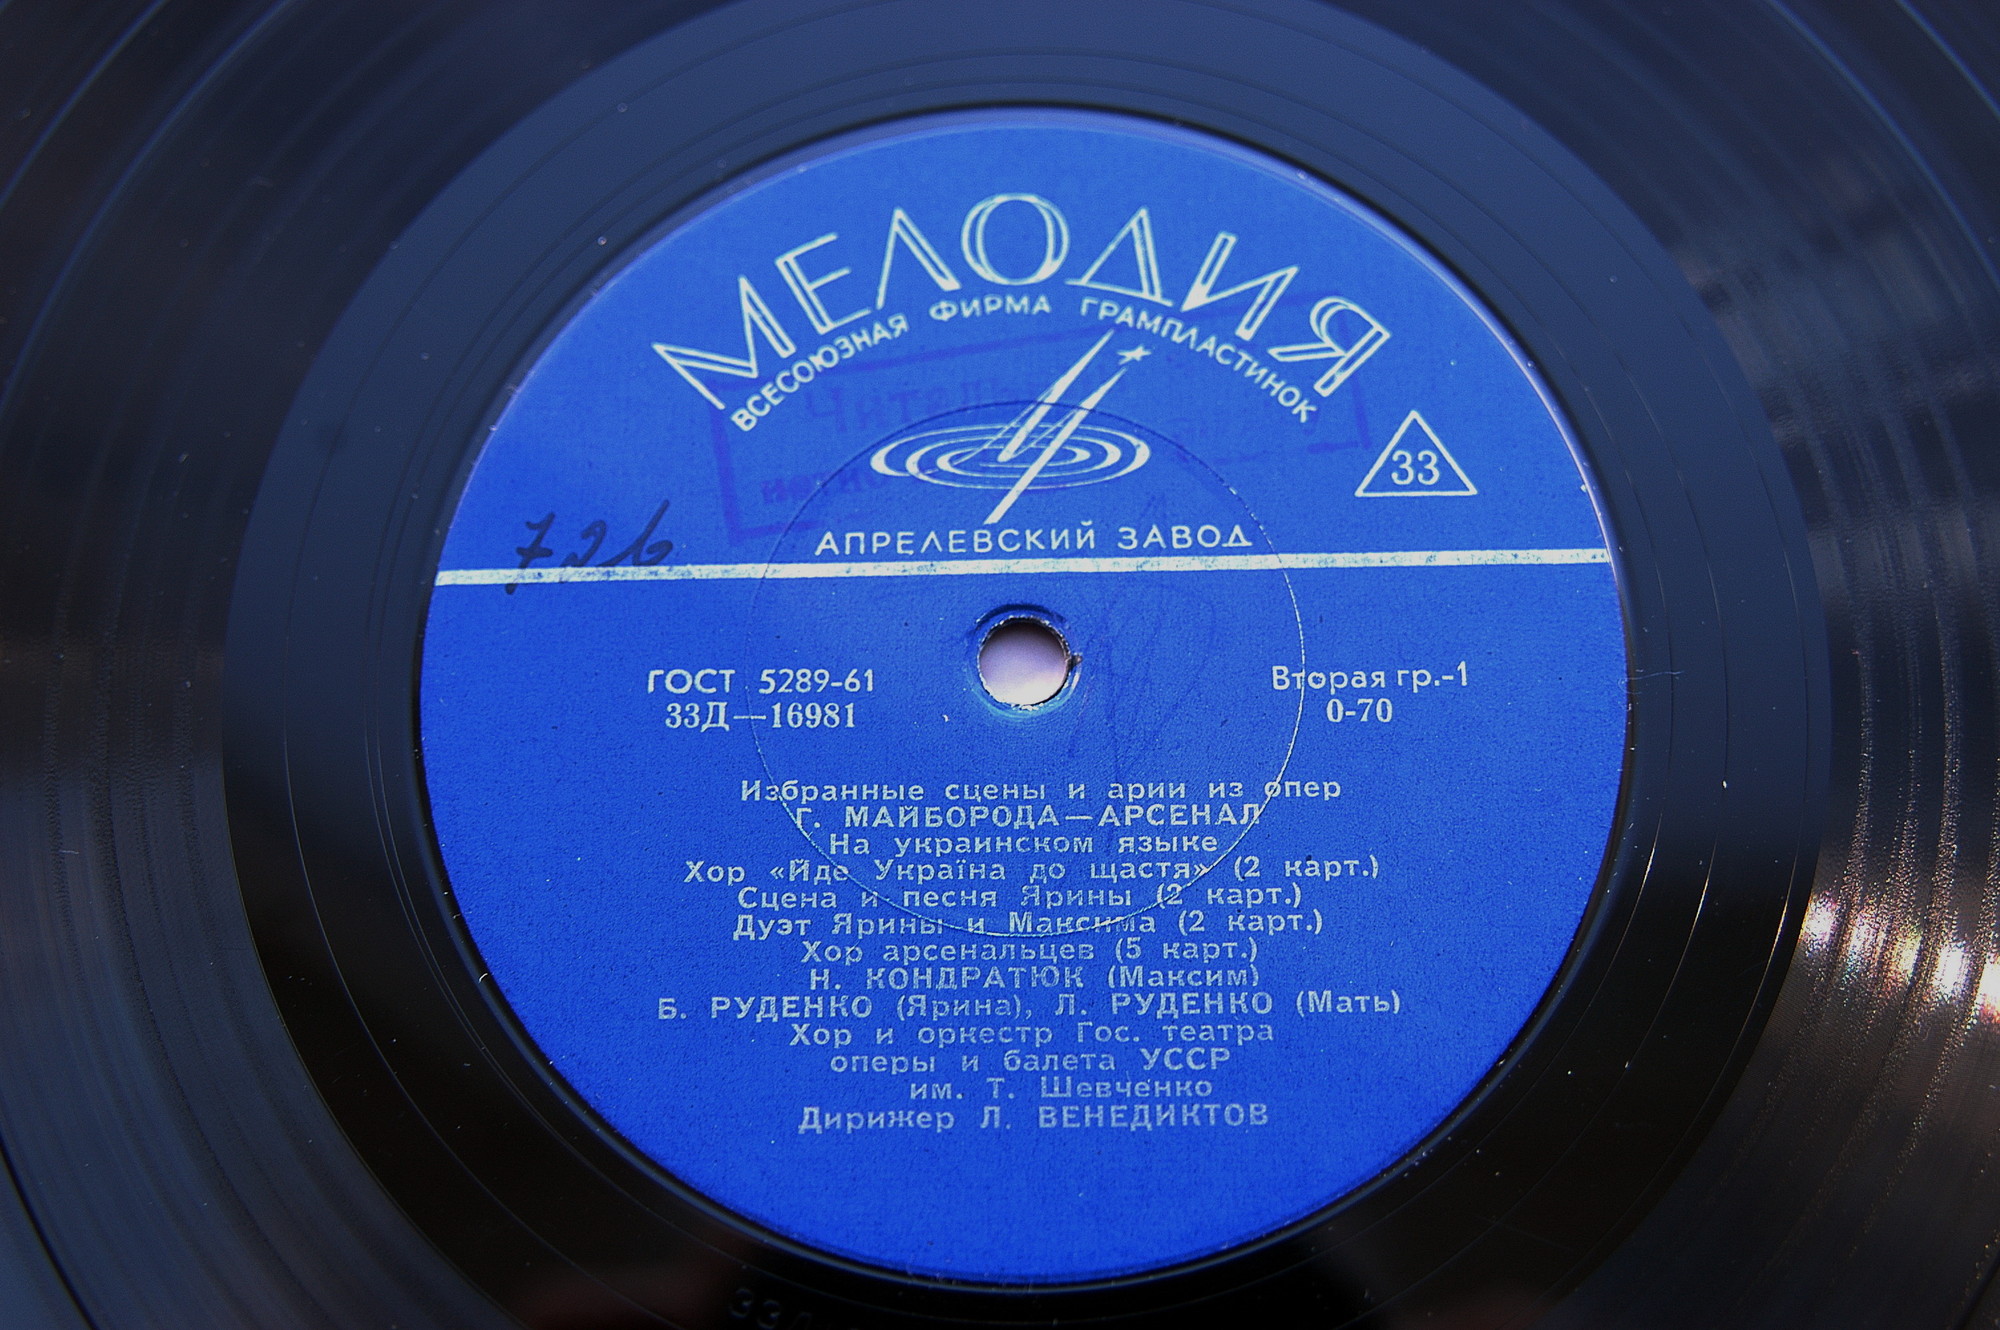 МЕЛОДИЯ
ВСЕСОЮЗНАЯ ФИРМА ГРАМПЛАСТИНОК
33
АПРЕЛЕВСКИЙ ЗАВОД
726
ГОСТ 5289-61
33Д—16981
Вторая гр.-1
0-70
Избранные сцены и арии из опер
Г. МАЙБОРОДА—АРСЕНАЛ
На украинском языке
Хор «Йде Україна до щастя» (2 карт.)
Сцена и песня Ярины (2 карт.)
Дуэт Ярины и Максима (2 карт.)
Хор арсенальцев (5 карт.)
Н. КОНДРАТЮК (Максим)
Б. РУДЕНКО (Ярина), Л. РУДЕНКО (Мать)
Хор и оркестр Гос. театра
оперы и балета УССР
им. Т. Шевченко
Дирижер Л. ВЕНЕДИКТОВ